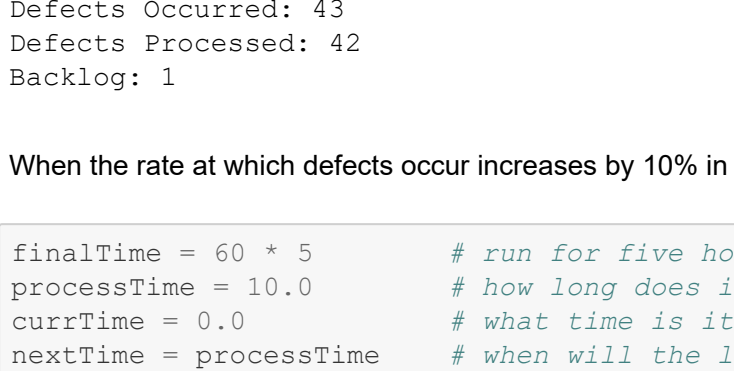 Defects Occurred: 43
Defects Processed: 42
Backlog: 1
When the rate at which defects occur increases by 10% in
finalTime = 60 * 5 # run for five ho
processTime = 10.0 # how long does i
currTime = 0.0 # what time is it
nextTime = processTime # when will the l